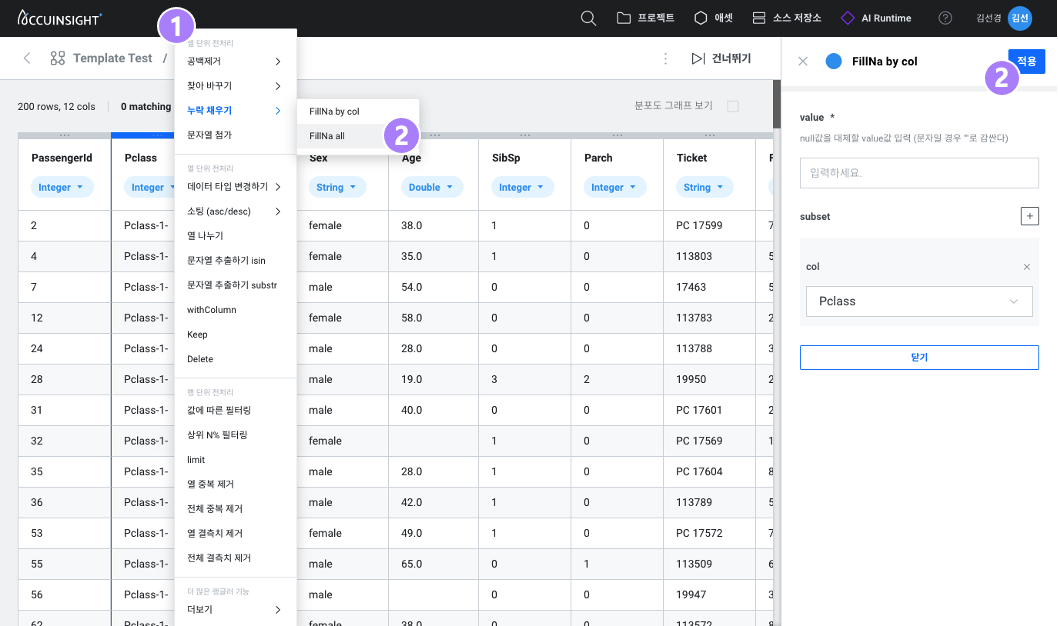 ACCUINSIGHT+
프로젝트
애셋
소스 저장소
AI Runtime
김선경
김선
1
Template Test /
건너뛰기
200 rows, 12 cols
0 matching
분포도 그래프 보기
셀 단위 전처리
공백제거
찾아 바꾸기
누락 채우기
문자열 첨가
FillNa by col
FillNa all
2
열 단위 전처리
데이터 타입 변경하기
소팅 (asc/desc)
열 나누기
문자열 추출하기 isin
문자열 추출하기 substr
withColumn
Keep
Delete
행 단위 전처리
값에 따른 필터링
상위 N% 필터링
limit
열 중복 제거
전체 중복 제거
열 결측치 제거
전체 결측치 제거
더 많은 랭글러 기능
더보기
PassengerId Pclass Sex Age SibSp Parch Ticket
Integer Integer String Double Integer Integer String
2 Pclass-1- female 38.0 1 0 PC 17599 7
4 Pclass-1- female 35.0 1 0 113803 5
7 Pclass-1- male 54.0 0 0 17463 5
12 Pclass-1- female 58.0 0 0 113783 2
24 Pclass-1- male 28.0 0 0 113788 3
28 Pclass-1- male 19.0 3 2 19950 2
31 Pclass-1- male 40.0 0 0 PC 17601 2
32 Pclass-1- female 1 0 PC 17569 1
35 Pclass-1- male 28.0 1 0 PC 17604 8
36 Pclass-1- male 42.0 1 0 113789 5
53 Pclass-1- female 49.0 1 0 PC 17572 7
55 Pclass-1- male 65.0 0 1 113509 6
56 Pclass-1- male 0 0 19947 3
62 Pclass-1- female 38.0 0 0 113572 8
FillNa by col
적용
2
value *
null값을 대체할 value값 입력 (문자일 경우 ""로 감싼다)
입력하세요.
subset
+
col
Pclass
닫기